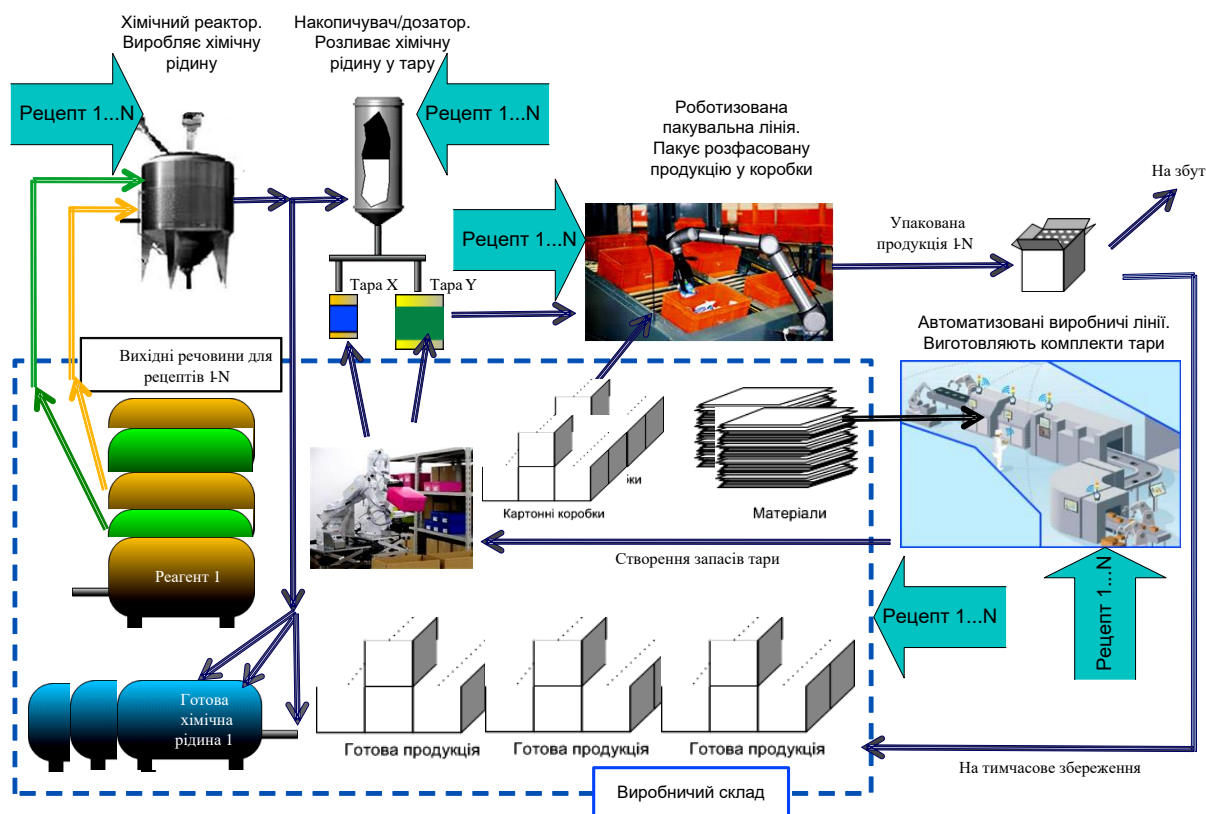 Хімічний реактор.
Виробляє хімічну
рідину
Накопичувач/дозатор.
Розливає хімічну
рідину у тару
Рецепт 1...N
Рецепт 1...N
Роботизована
пакувальна лінія.
Пакує розфасовану
продукцію у коробки
На збут
Рецепт 1...N
Упакована
продукція 1-N
Тара X
Тара Y
Автоматизовані виробничі лінії.
Виготовляють комплекти тари
Вихідні речовини для
рецептів 1-N
Картонні коробки
Матеріали
Створення запасів тари
Реагент 1
Рецепт 1...N
Рецепт 1...N
Готова
хімічна
рідина 1
Готова продукція
Готова продукція
Готова продукція
На тимчасове збереження
Виробничий склад